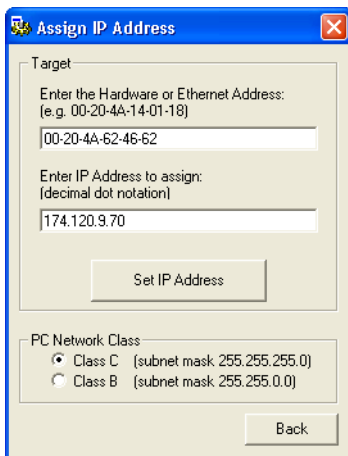 Assign IP Address
Target
Enter the Hardware or Ethernet Address:
(e.g. 00-20-4A-14-01-18)
00-20-4A-62-46-62
Enter IP Address to assign:
(decimal dot notation)
174.120.9.70
Set IP Address
PC Network Class
Class C (subnet mask 255.255.255.0)
Class B (subnet mask 255.255.0.0)
Back